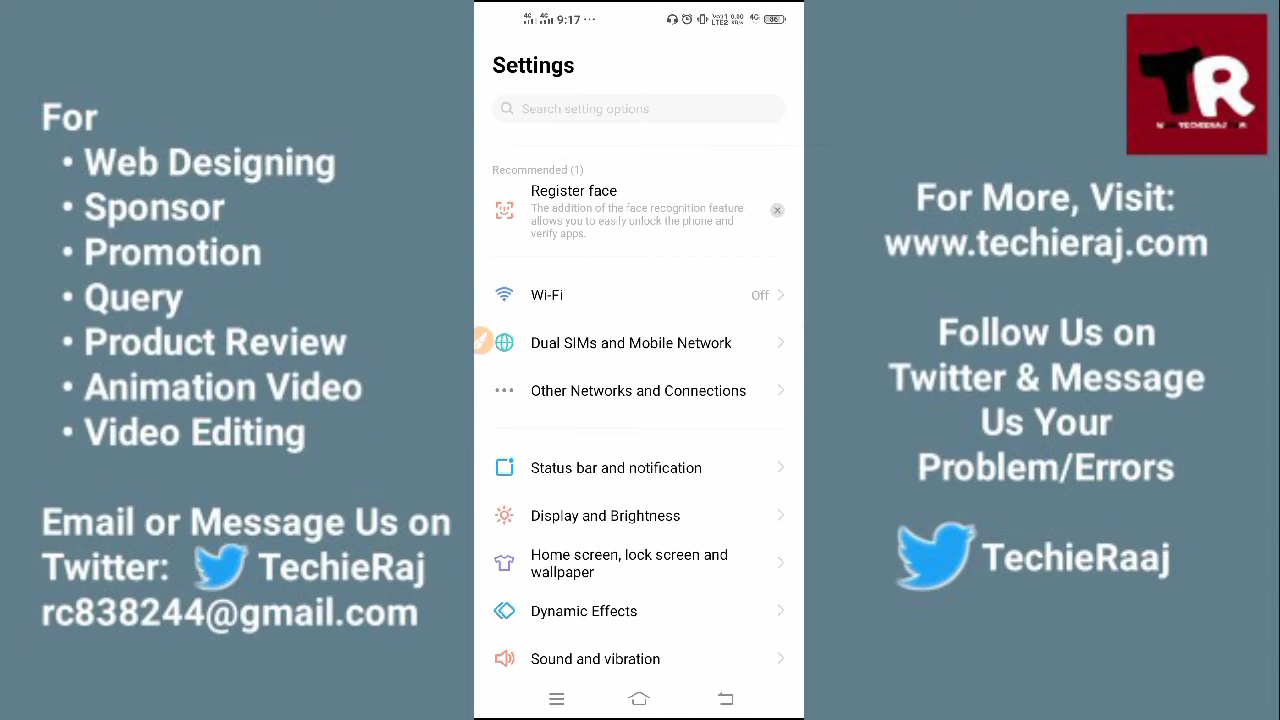 For
• Web Designing
• Sponsor
• Promotion
• Query
• Product Review
• Animation Video
• Video Editing
Email or Message Us on
Twitter: TechieRaj
rc838244@gmail.com
4G 4G 9:17 ···
4G 86
Settings
Search setting options
Recommended (1)
Register face
The addition of the face recognition feature
allows you to easily unlock the phone and
verify apps.
Wi-Fi Off
Dual SIMs and Mobile Network
Other Networks and Connections
Status bar and notification
Display and Brightness
Home screen, lock screen and
wallpaper
Dynamic Effects
Sound and vibration
TR
For More, Visit:
www.techieraj.com
Follow Us on
Twitter & Message
Us Your
Problem/Errors
TechieRaaj